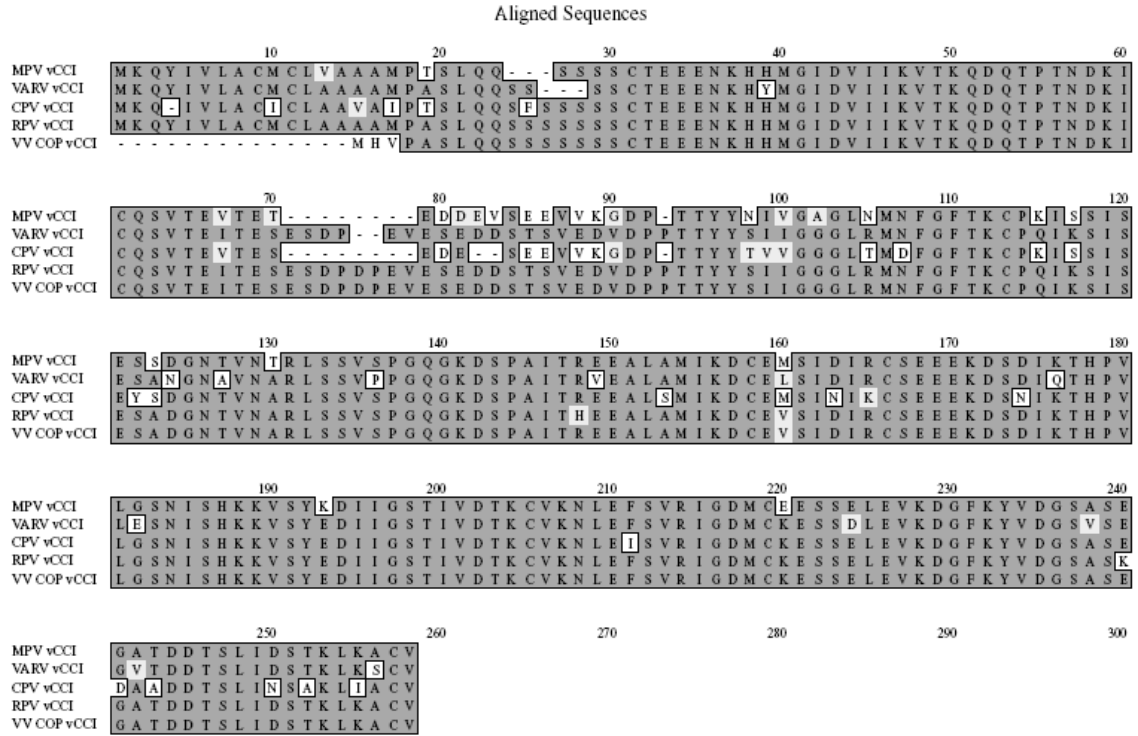 Aligned Sequences
10 20 30 40 50 60
MPV vCCI M K Q Y I V L A C M C L V A A A M P T S L Q Q - - - S S S S C T E E E N K H H M G I D V I I K V T K Q D Q T P T N D K I
VARV vCCI M K Q Y I V L A C M C L A A A A M P A S L Q Q S S - - - S S C T E E E N K H Y M G I D V I I K V T K Q D Q T P T N D K I
CPV vCCI M K Q - I V L A C I C L A A V A I P T S L Q Q S F S S S S S C T E E E N K H H M G I D V I I K V T K Q D Q T P T N D K I
RPV vCCI M K Q Y I V L A C M C L A A A A M P A S L Q Q S S S S S S S C T E E E N K H H M G I D V I I K V T K Q D Q T P T N D K I
VV COP vCCI - - - - - - - - - - - - - - M H V P A S L Q Q S S S S S S S C T E E E N K H H M G I D V I I K V T K Q D Q T P T N D K I
70 80 90 100 110 120
MPV vCCI C Q S V T E V T E T - - - - - - - - E D D E V S E E V V K G D P - T T Y Y N I V G A G L N M N F G F T K C P K I S S I S
VARV vCCI C Q S V T E I T E S E S D P - - E V E S E D D S T S V E D V D P P T T Y Y S I I G G G L R M N F G F T K C P Q I K S I S
CPV vCCI C Q S V T E V T E S - - - - - - - - E D E - - S E E V V K G D P - T T Y Y T V V G G G L T M D F G F T K C P K I S S I S
RPV vCCI C Q S V T E I T E S E S D P D P E V E S E D D S T S V E D V D P P T T Y Y S I I G G G L R M N F G F T K C P Q I K S I S
VV COP vCCI C Q S V T E I T E S E S D P D P E V E S E D D S T S V E D V D P P T T Y Y S I I G G G L R M N F G F T K C P Q I K S I S
130 140 150 160 170 180
MPV vCCI E S S D G N T V N T R L S S V S P G Q G K D S P A I T R E E A L A M I K D C E M S I D I R C S E E E K D S D I K T H P V
VARV vCCI E S A N G N A V N A R L S S V P P G Q G K D S P A I T R V E A L A M I K D C E L S I D I R C S E E E K D S D I Q T H P V
CPV vCCI E Y S D G N T V N A R L S S V S P G Q G K D S P A I T R E E A L S M I K D C E M S I N I K C S E E E K D S N I K T H P V
RPV vCCI E S A D G N T V N A R L S S V S P G Q G K D S P A I T H E E A L A M I K D C E V S I D I R C S E E E K D S D I K T H P V
VV COP vCCI E S A D G N T V N A R L S S V S P G Q G K D S P A I T R E E A L A M I K D C E V S I D I R C S E E E K D S D I K T H P V
190 200 210 220 230 240
MPV vCCI L G S N I S H K K V S Y K D I I G S T I V D T K C V K N L E F S V R I G D M C E E S S E L E V K D G F K Y V D G S A S E
VARV vCCI L E S N I S H K K V S Y E D I I G S T I V D T K C V K N L E F S V R I G D M C K E S S D L E V K D G F K Y V D G S V S E
CPV vCCI L G S N I S H K K V S Y E D I I G S T I V D T K C V K N L E I S V R I G D M C K E S S E L E V K D G F K Y V D G S A S E
RPV vCCI L G S N I S H K K V S Y E D I I G S T I V D T K C V K N L E F S V R I G D M C K E S S E L E V K D G F K Y V D G S A S K
VV COP vCCI L G S N I S H K K V S Y E D I I G S T I V D T K C V K N L E F S V R I G D M C K E S S E L E V K D G F K Y V D G S A S E
250 260 270 280 290 300
MPV vCCI G A T D D T S L I D S T K L K A C V
VARV vCCI G V T D D T S L I D S T K L K S C V
CPV vCCI D A A D D T S L I N S A K L I A C V
RPV vCCI G A T D D T S L I D S T K L K A C V
VV COP vCCI G A T D D T S L I D S T K L K A C V